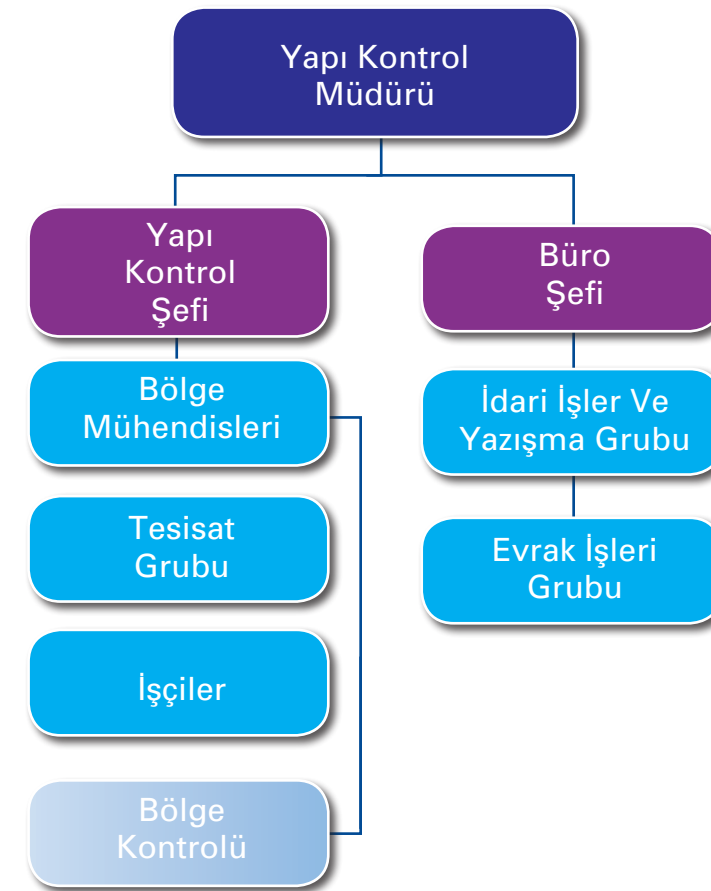 Yapı Kontrol
Müdürü
Yapı
Kontrol
Şefi
Bölge
Mühendisleri
Tesisat
Grubu
İşçiler
Bölge
Kontrolü
Büro
Şefi
İdari İşler Ve
Yazışma Grubu
Evrak İşleri
Grubu